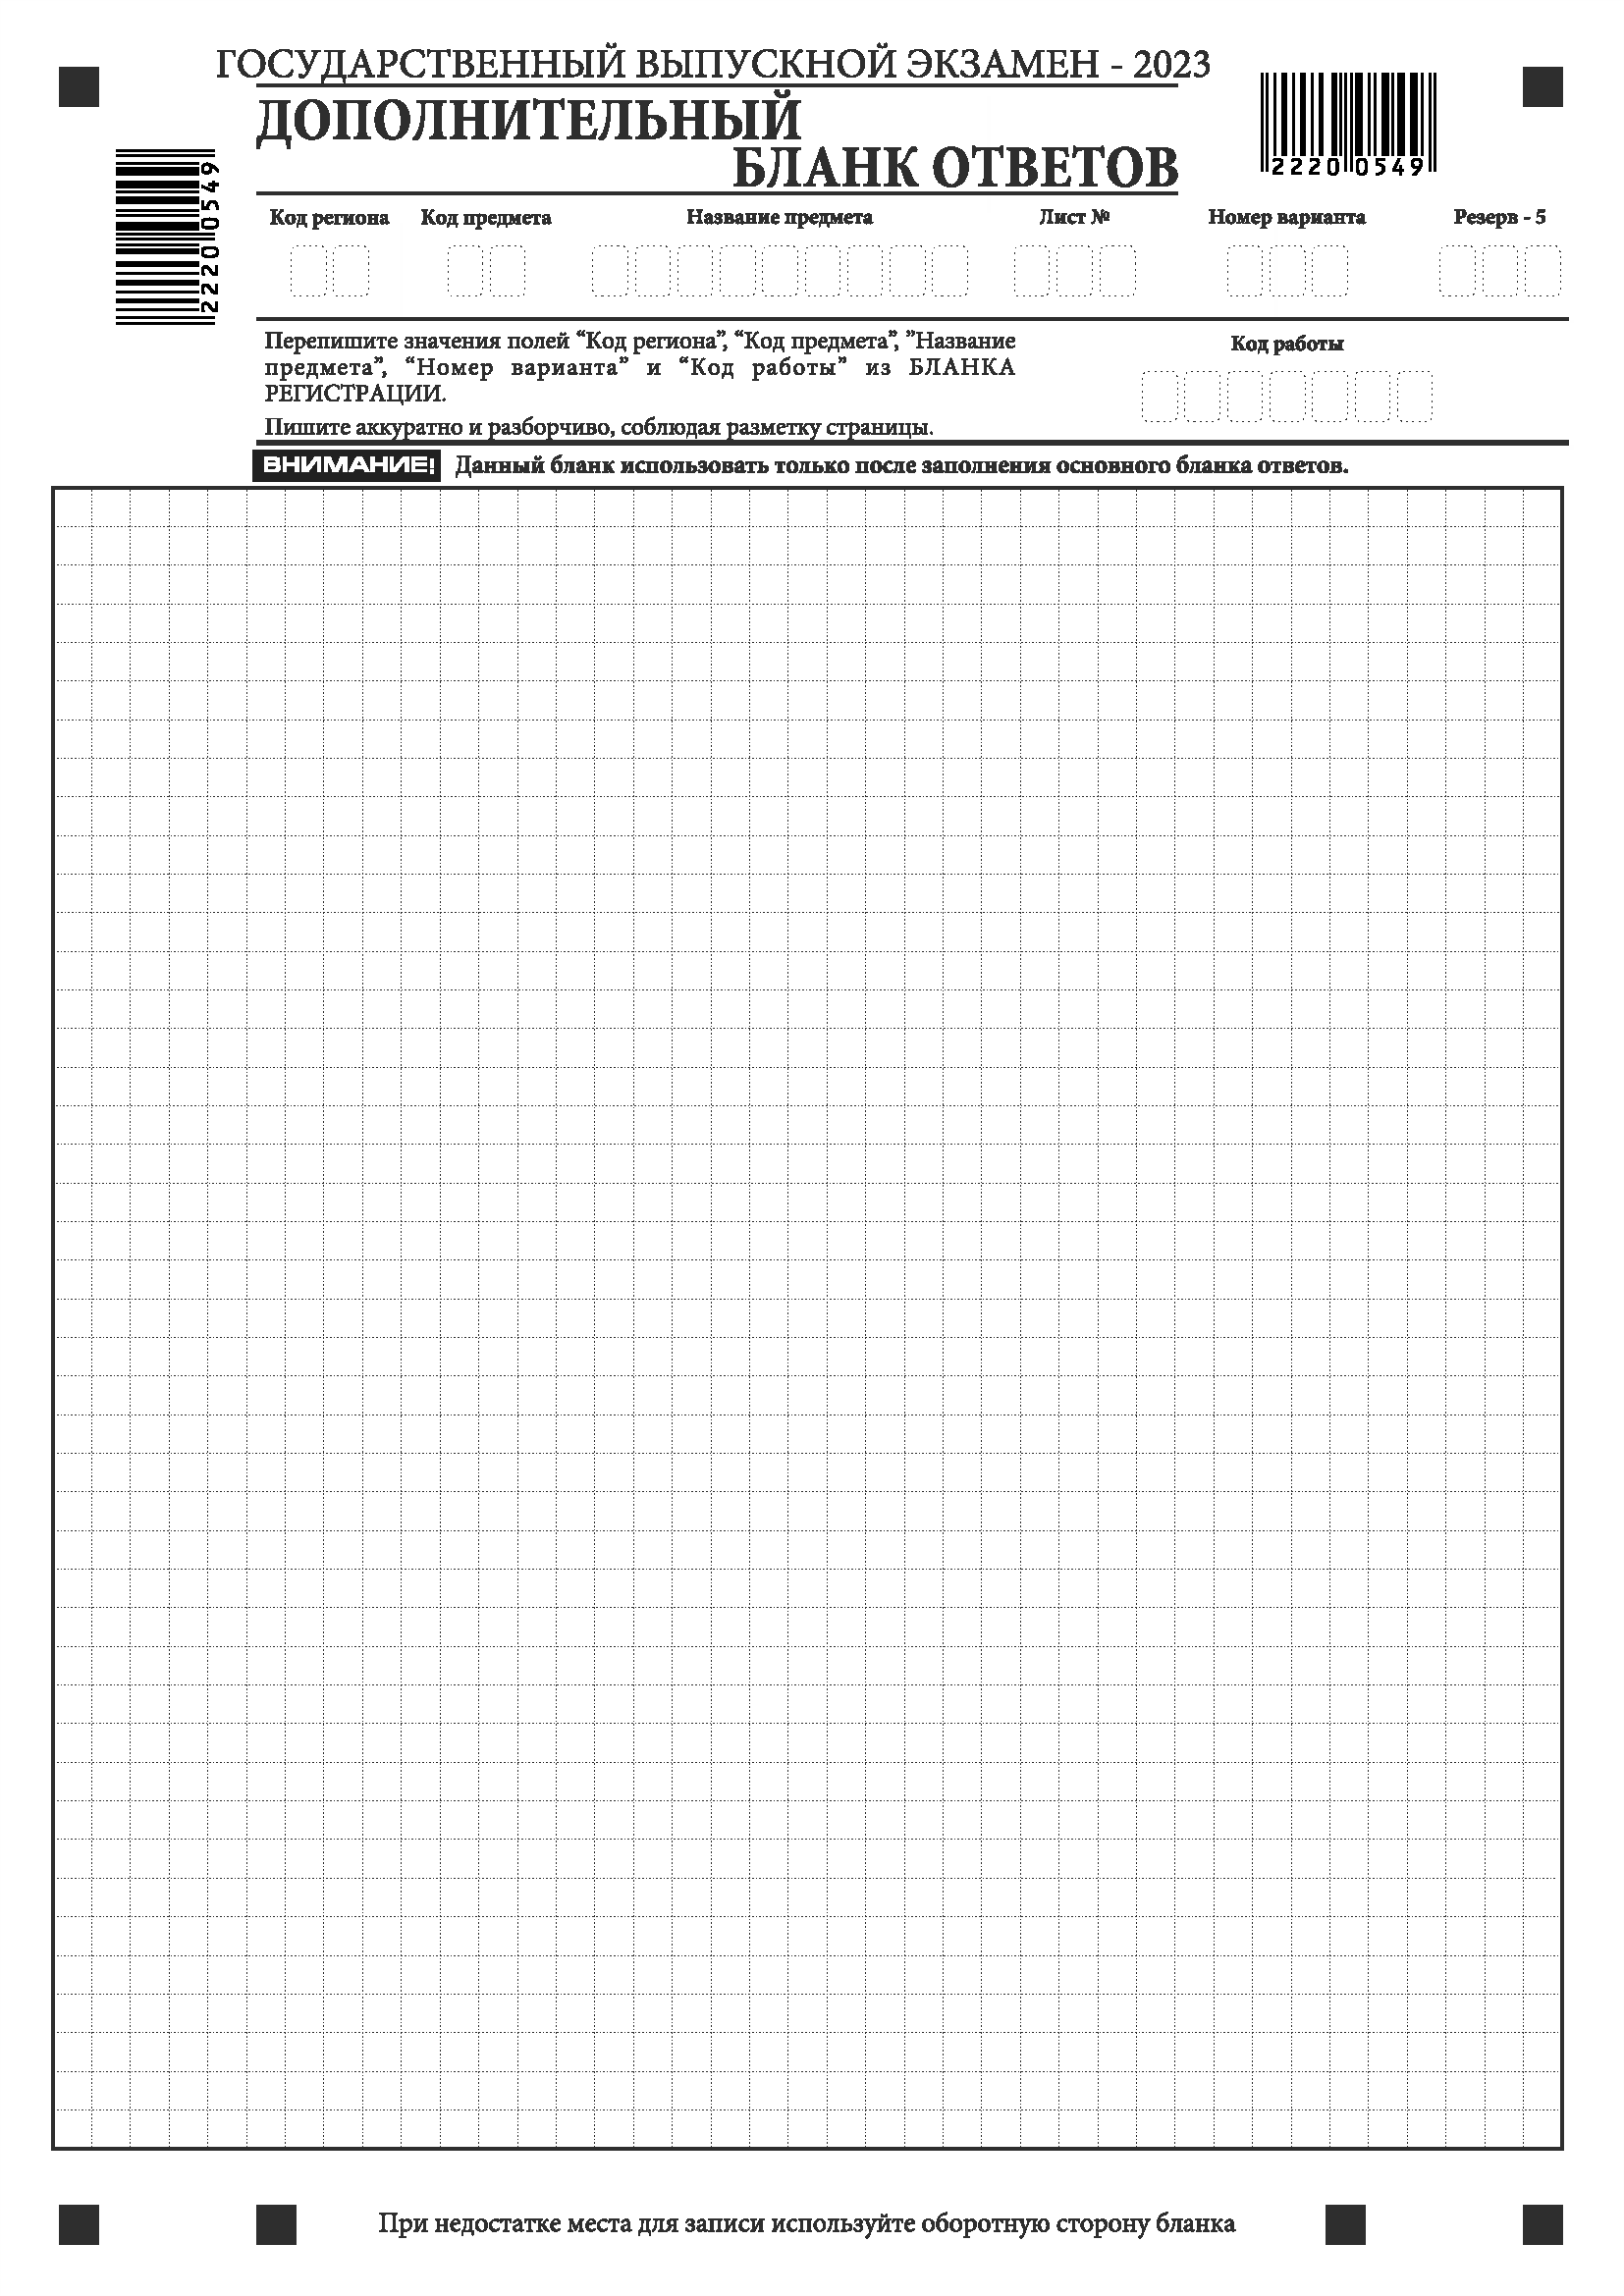 ГОСУДАРСТВЕННЫЙ ВЫПУСКНОЙ ЭКЗАМЕН - 2023
ДОПОЛНИТЕЛЬНЫЙ
БЛАНК ОТВЕТОВ
2220 0549
2220 0549
Код региона Код предмета Название предмета Лист № Номер варианта Резерв - 5
Перепишите значения полей “Код региона”, “Код предмета”, ”Название
предмета”, “Номер варианта” и “Код работы” из БЛАНКА
РЕГИСТРАЦИИ.
Пишите аккуратно и разборчиво, соблюдая разметку страницы.
Код работы
ВНИМАНИЕ! Данный бланк использовать только после заполнения основного бланка ответов.
При недостатке места для записи используйте оборотную сторону бланка